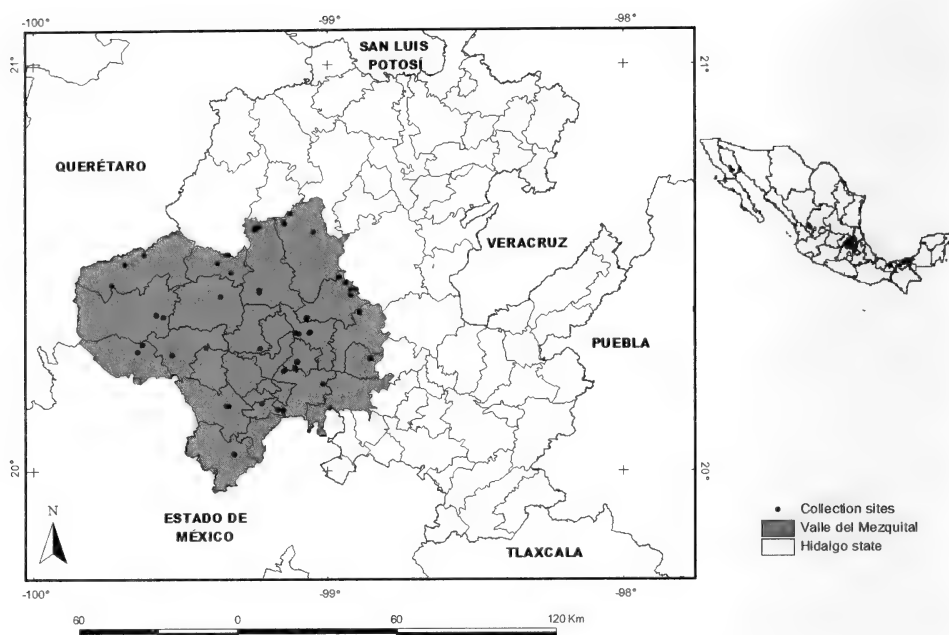 -100°
-99
-98
SAN LUIS
POTOSÍ
21°
21°
QUERÉTARO
VERACRUZ
PUEBLA
20°
20°
N
ESTADO DE
MÉXICO
TLAXCALA
Collection sites
Valle del Mezquital
Hidalgo state
-100°
-99
-98
60
0
60
120 Km